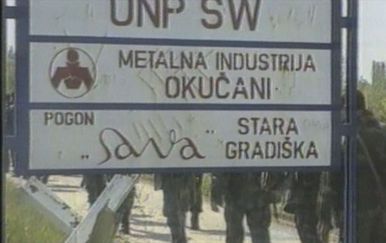 UNP SW
METALNA INDUSTRIJA
OKUČANI
POGON „Sava“ STARA
GRADIŠKA